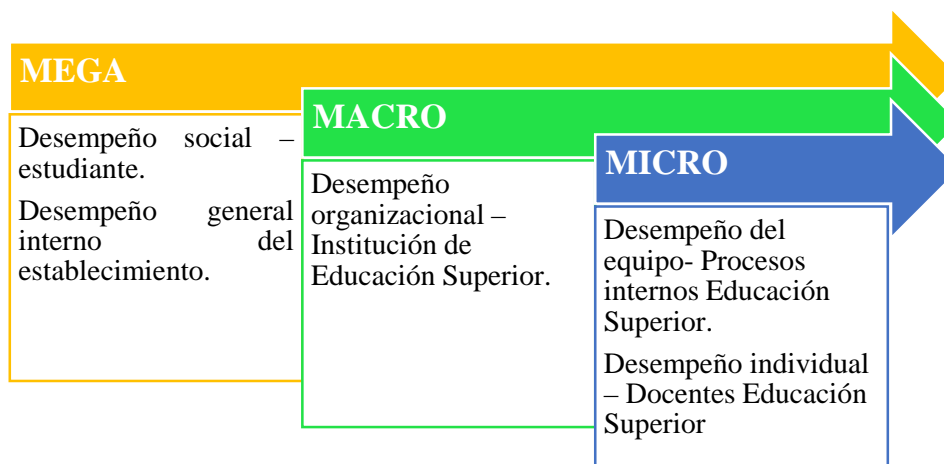 MEGA
Desempeño social –
estudiante.
Desempeño general
interno del
establecimiento.
MACRO
Desempeño
organizacional –
Institución de
Educación Superior.
MICRO
Desempeño del
equipo- Procesos
internos Educación
Superior.
Desempeño individual
– Docentes Educación
Superior